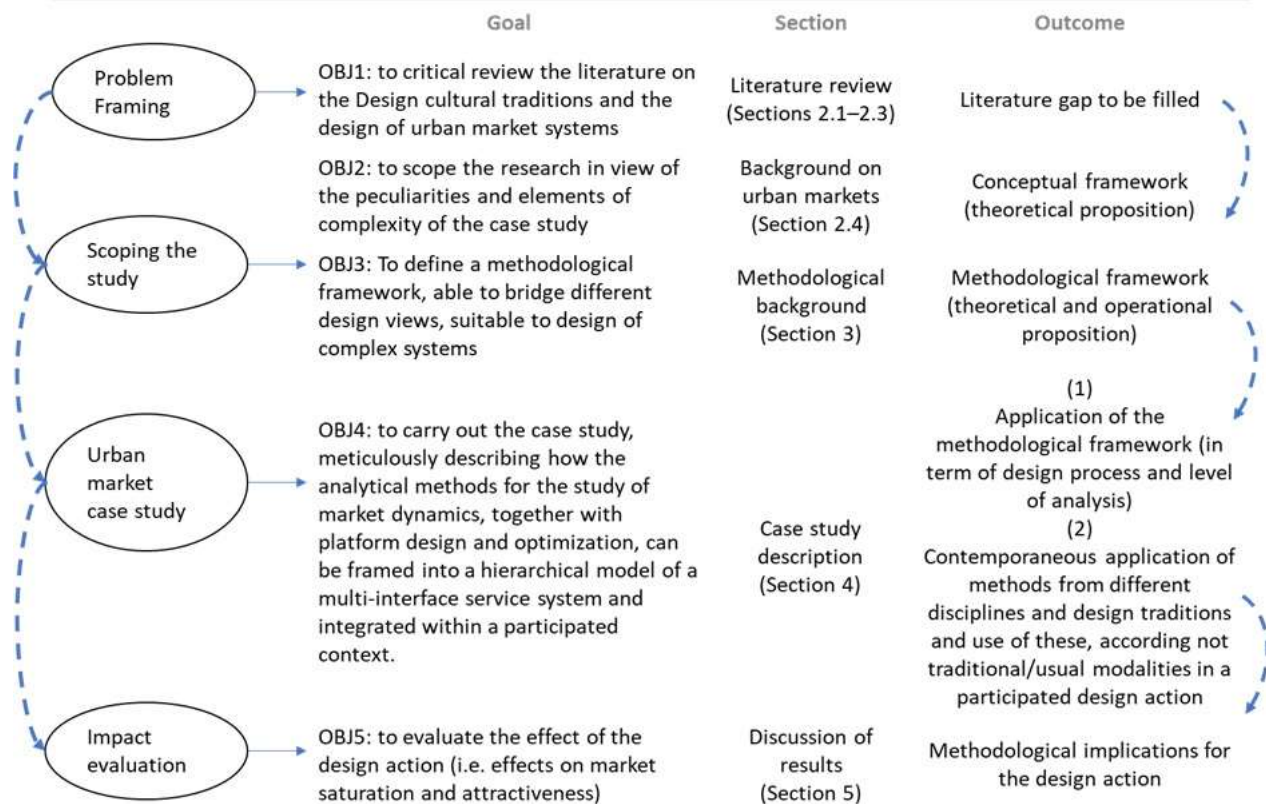 Goal
Section
Outcome
Problem
Framing
OBJ1: to critical review the literature on
the Design cultural traditions and the
design of urban market systems
Literature review
(Sections 2.1–2.3)
Literature gap to be filled
OBJ2: to scope the research in view of
the peculiarities and elements of
complexity of the case study
Background on
urban markets
(Section 2.4)
Conceptual framework
(theoretical proposition)
Scoping the
study
OBJ3: To define a methodological
framework, able to bridge different
design views, suitable to design of
complex systems
Methodological
background
(Section 3)
Methodological framework
(theoretical and operational
proposition)
Urban
market
case study
OBJ4: to carry out the case study,
meticulously describing how the
analytical methods for the study of
market dynamics, together with
platform design and optimization, can
be framed into a hierarchical model of a
multi-interface service system and
integrated within a participated
context.
Case study
description
(Section 4)
(1)
Application of the
methodological framework (in
term of design process and level
of analysis)
(2)
Contemporaneous application of
methods from different
disciplines and design traditions
and use of these, according not
traditional/usual modalities in a
participated design action
Impact
evaluation
OBJ5: to evaluate the effect of the
design action (i.e. effects on market
saturation and attractiveness)
Discussion of
results
(Section 5)
Methodological implications for
the design action